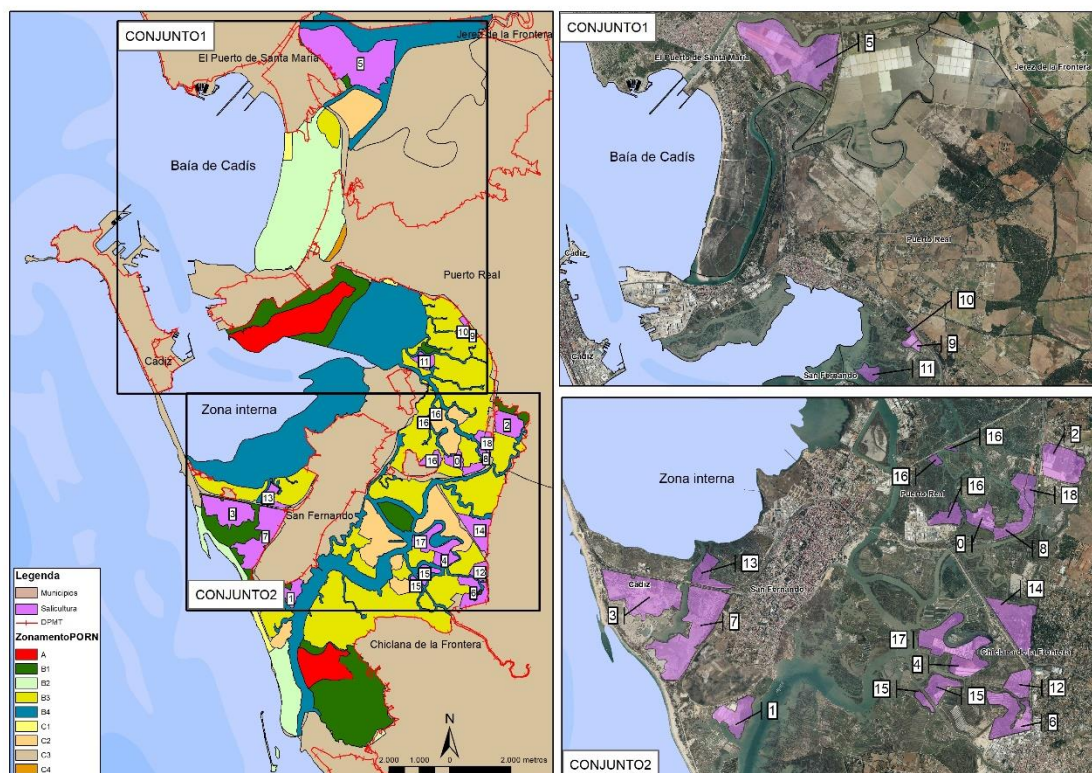 CONJUNTO1
Jerez de la Frontera
El Puerto de Santa María
5
Baía de Cadís
Puerto Real
10
9
11
Cádiz
Zona interna
16
16
2
18
16
0
8
13
3
San Fernando
7
14
17
4
15
12
15
6
1
CONJUNTO2
Chiclana de la Frontera
Legenda
Municipios
Salicultura
DPMT
ZonamentoPORN
A
B1
B2
B3
B4
C1
C2
C3
C4
N
2.000 1.000 0 2.000 metros
CONJUNTO1
5
El Puerto de Santa María
Jerez de la Frontera
Baía de Cadís
Puerto Real
Cádiz
10
9
11
San Fernando
Cádiz
Zona interna
16
2
16
Puerto Real
16
18
0
8
13
Cádiz
San Fernando
14
3
7
17
Chiclana de la Frontera
4
15
15
12
1
6
CONJUNTO2